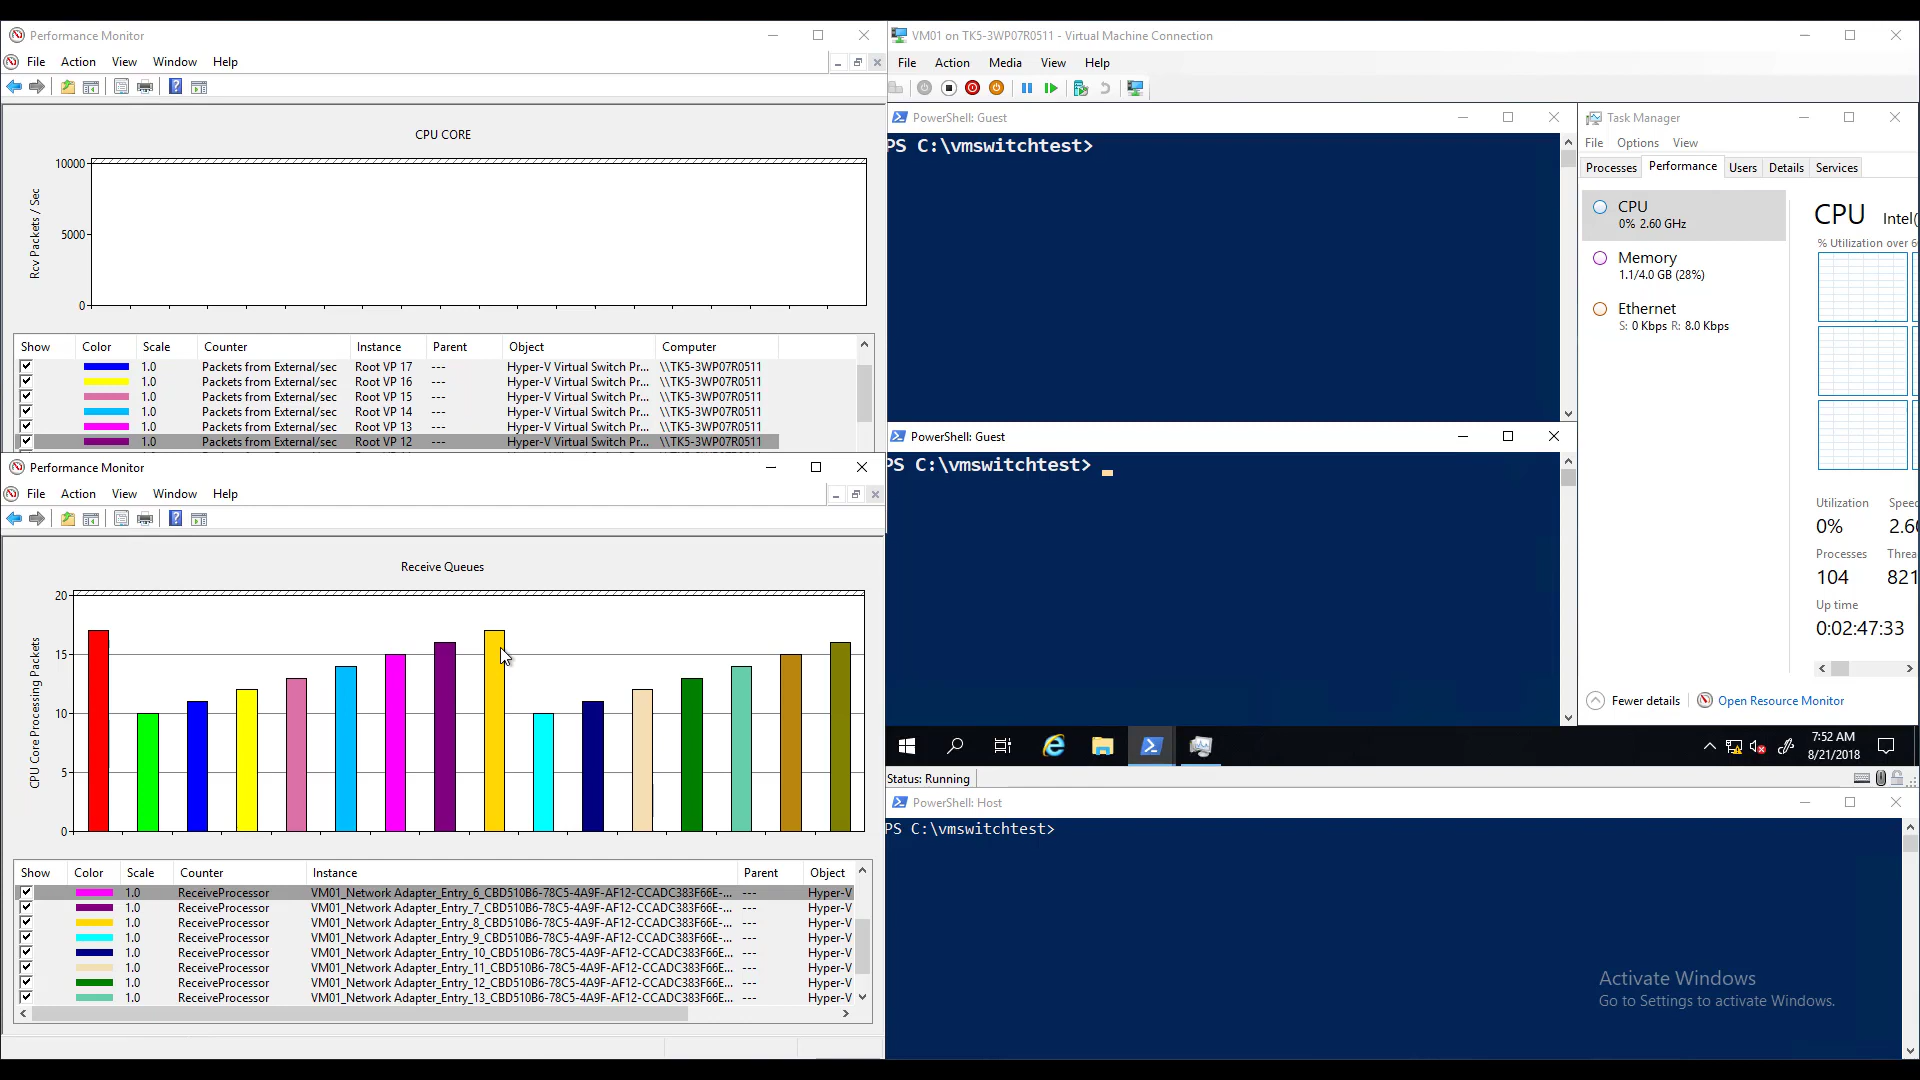 Performance Monitor
File Action View Window Help
CPU CORE
Rcv Packets / Sec
10000
5000
0
Show Color Scale Counter Instance Parent Object Computer
1.0 Packets from External/sec Root VP 17 --- Hyper-V Virtual Switch Pr... \\TK5-3WP07R0511
1.0 Packets from External/sec Root VP 16 --- Hyper-V Virtual Switch Pr... \\TK5-3WP07R0511
1.0 Packets from External/sec Root VP 15 --- Hyper-V Virtual Switch Pr... \\TK5-3WP07R0511
1.0 Packets from External/sec Root VP 14 --- Hyper-V Virtual Switch Pr... \\TK5-3WP07R0511
1.0 Packets from External/sec Root VP 13 --- Hyper-V Virtual Switch Pr... \\TK5-3WP07R0511
1.0 Packets from External/sec Root VP 12 --- Hyper-V Virtual Switch Pr... \\TK5-3WP07R0511
Performance Monitor
File Action View Window Help
Receive Queues
CPU Core Processing Packets
20
15
10
5
0
Show Color Scale Counter Instance Parent Object
1.0 ReceiveProcessor VM01_Network Adapter_Entry_6_CBD510B6-78C5-4A9F-AF12-CCADC383F66E-... --- Hyper-V
1.0 ReceiveProcessor VM01_Network Adapter_Entry_7_CBD510B6-78C5-4A9F-AF12-CCADC383F66E-... --- Hyper-V
1.0 ReceiveProcessor VM01_Network Adapter_Entry_8_CBD510B6-78C5-4A9F-AF12-CCADC383F66E-... --- Hyper-V
1.0 ReceiveProcessor VM01_Network Adapter_Entry_9_CBD510B6-78C5-4A9F-AF12-CCADC383F66E-... --- Hyper-V
1.0 ReceiveProcessor VM01_Network Adapter_Entry_10_CBD510B6-78C5-4A9F-AF12-CCADC383F66E... --- Hyper-V
1.0 ReceiveProcessor VM01_Network Adapter_Entry_11_CBD510B6-78C5-4A9F-AF12-CCADC383F66E... --- Hyper-V
1.0 ReceiveProcessor VM01_Network Adapter_Entry_12_CBD510B6-78C5-4A9F-AF12-CCADC383F66E... --- Hyper-V
1.0 ReceiveProcessor VM01_Network Adapter_Entry_13_CBD510B6-78C5-4A9F-AF12-CCADC383F66E... --- Hyper-V
VM01 on TK5-3WP07R0511 - Virtual Machine Connection
File Action Media View Help
PowerShell: Guest
PS C:\vmswitchtest>
PowerShell: Guest
PS C:\vmswitchtest>
Task Manager
File Options View
Processes Performance Users Details Services
CPU
0% 2.60 GHz
Memory
1.1/4.0 GB (28%)
Ethernet
S: 0 Kbps R: 8.0 Kbps
CPU Intel(
% Utilization over 6
Utilization Speed
0% 2.60
Processes Threa
104 821
Up time
0:02:47:33
Fewer details Open Resource Monitor
7:52 AM
8/21/2018
Status: Running
PowerShell: Host
PS C:\vmswitchtest>
Activate Windows
Go to Settings to activate Windows.